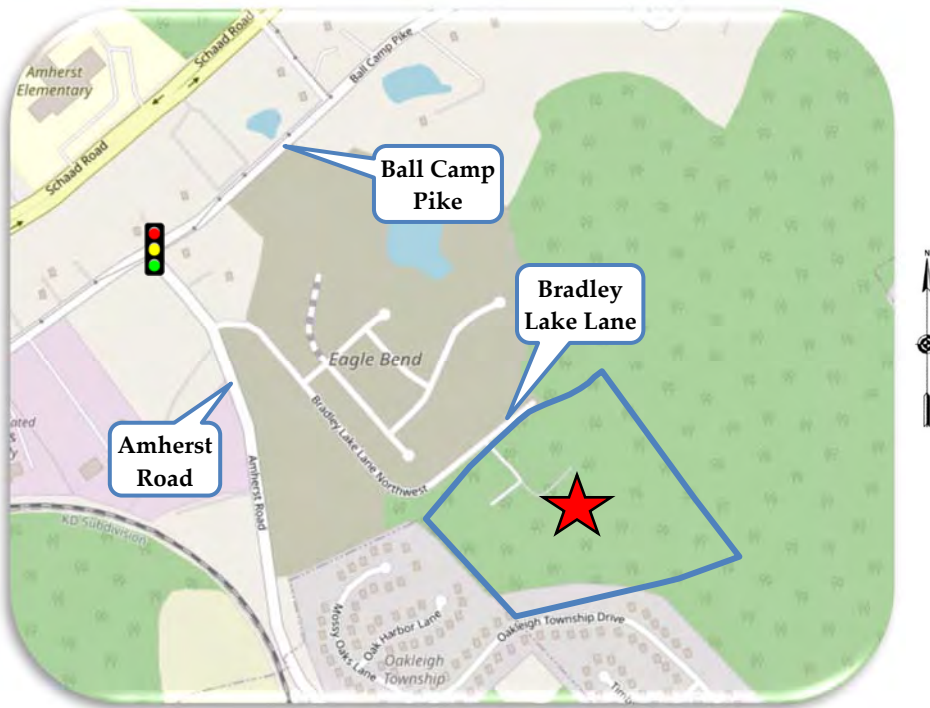 Schaad Road
Ball Camp Pike
Amherst
Elementary
Schaad Road
Ball Camp
Pike
Bradley
Lake Lane
N
Eagle Bend
Bradley Lake Lane Northwest
Amherst
Road
Amherst Road
KD Subdivision
Mossy Oaks Lane
Oak Harbor Lane
Oakleigh Township Drive
Oakleigh
Township